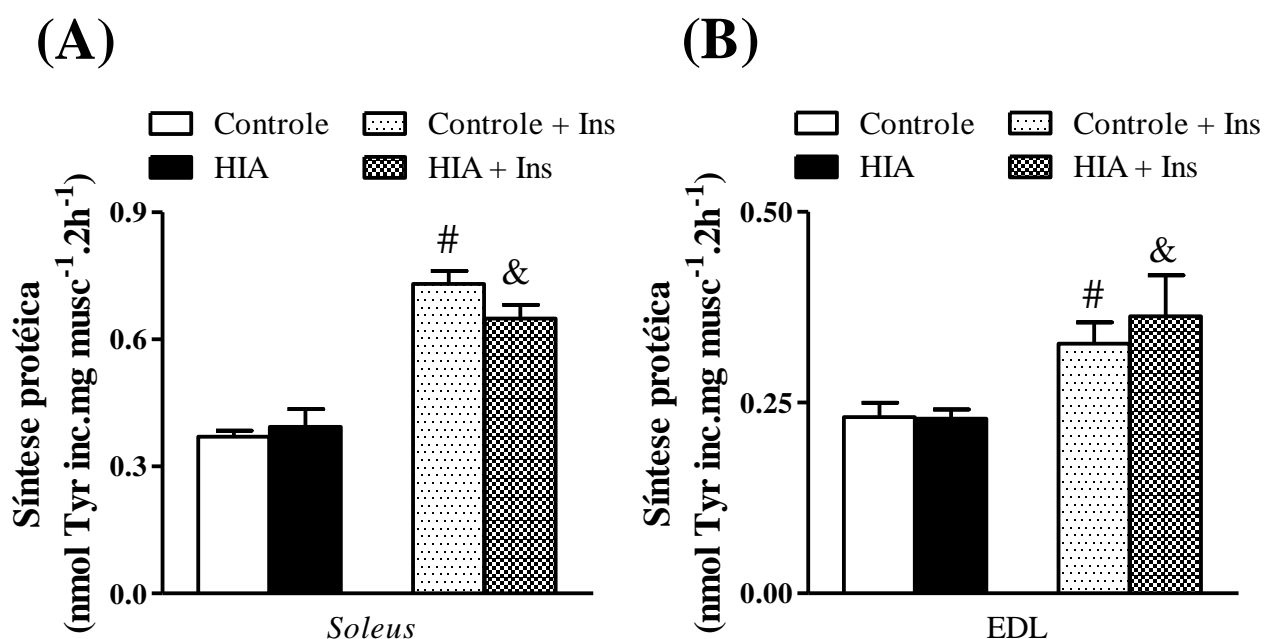 (A)
Controle
Controle + Ins
HIA
HIA + Ins
Síntese protéica
(nmol Tyr inc.mg musc⁻¹.2h⁻¹)
0.9
0.6
0.3
0.0
#
&
Soleus
(B)
Controle
Controle + Ins
HIA
HIA + Ins
Síntese protéica
(nmol Tyr inc.mg musc⁻¹.2h⁻¹)
0.50
0.25
0.00
#
&
EDL